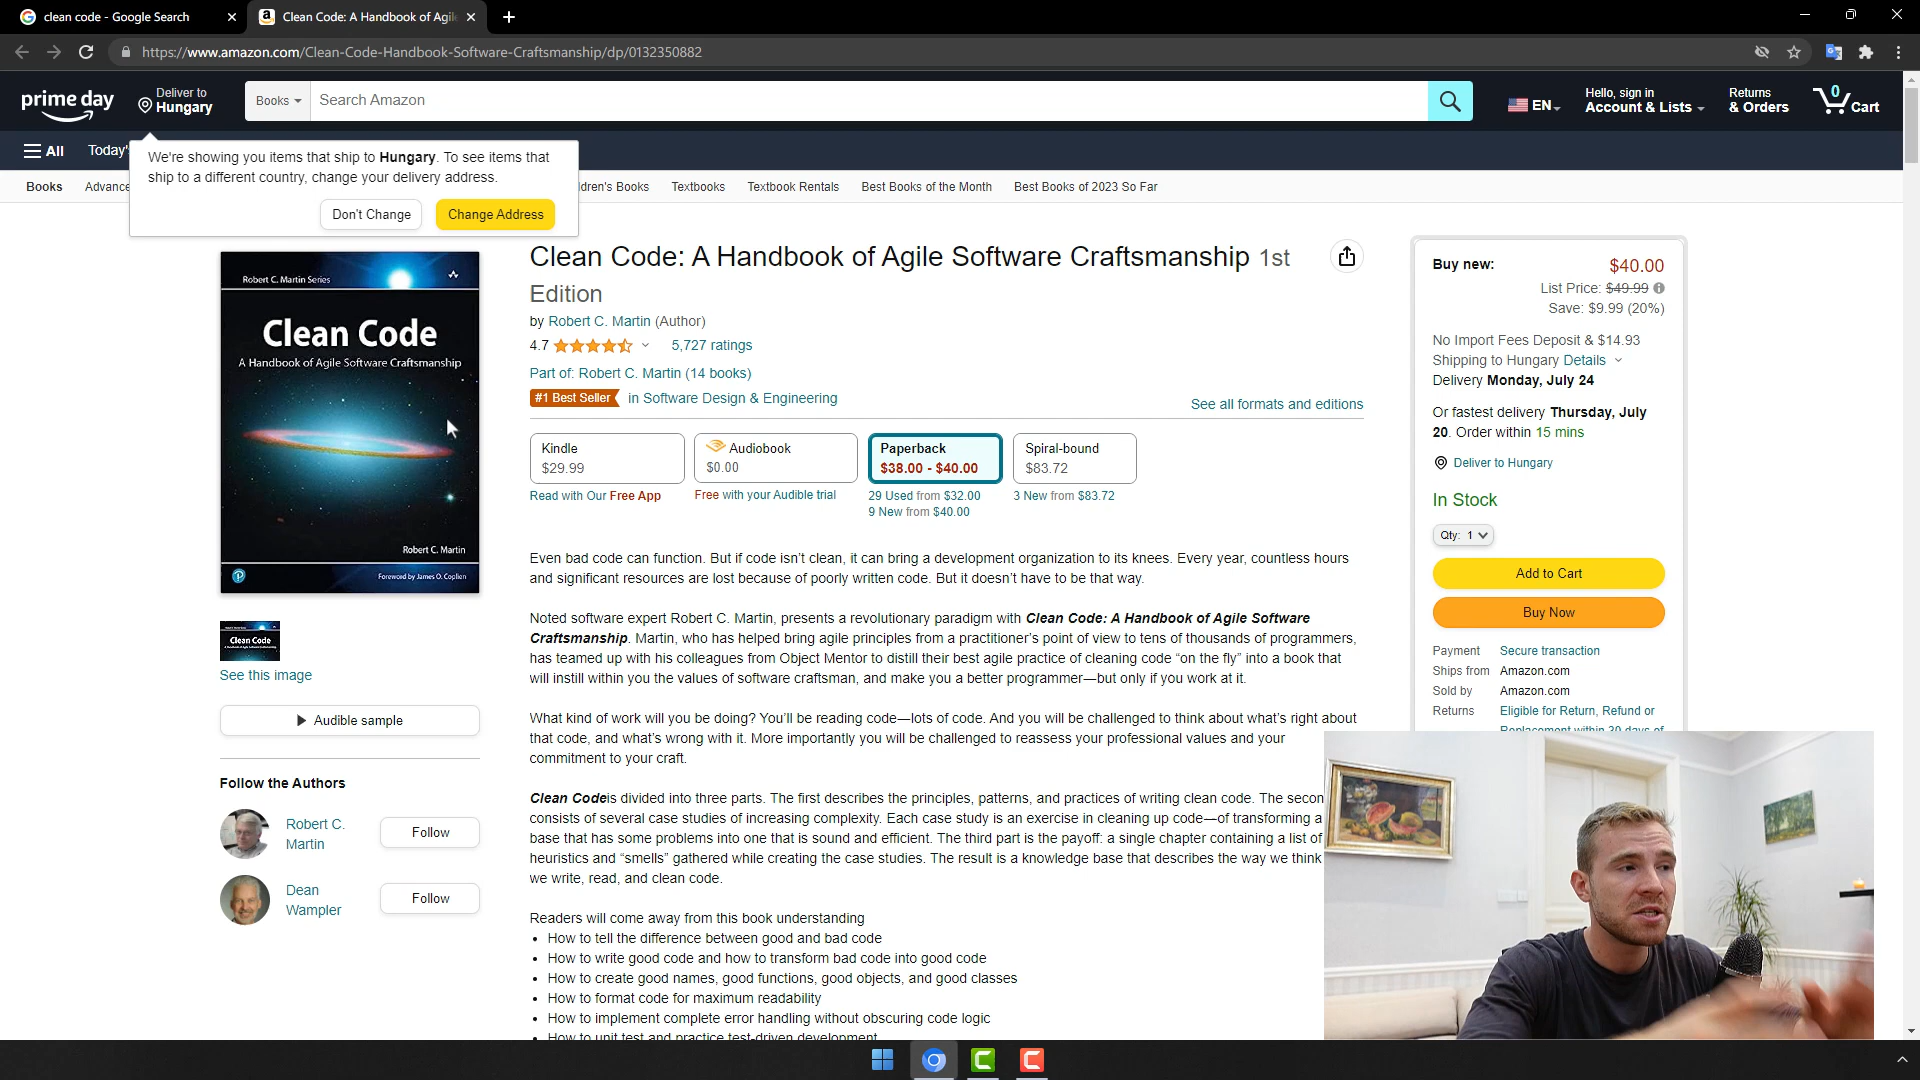 clean code - Google Search
Clean Code: A Handbook of Agil
https://www.amazon.com/Clean-Code-Handbook-Software-Craftsmanship/dp/0132350882
prime day
Deliver to
Hungary
Books
Search Amazon
EN
Hello, sign in
Account & Lists
Returns
& Orders
0
Cart
All
Today'
We're showing you items that ship to Hungary. To see items that
ship to a different country, change your delivery address.
Don't Change
Change Address
Books
Advance
ldren's Books
Textbooks
Textbook Rentals
Best Books of the Month
Best Books of 2023 So Far
Robert C. Martin Series
Clean Code
A Handbook of Agile Software Craftsmanship
Robert C. Martin
Foreword by James O. Coplien
Clean Code
See this image
Audible sample
Follow the Authors
Robert C.
Martin
Follow
Dean
Wampler
Follow
Clean Code: A Handbook of Agile Software Craftsmanship 1st
Edition
by Robert C. Martin (Author)
4.7
5,727 ratings
Part of: Robert C. Martin (14 books)
#1 Best Seller in Software Design & Engineering
See all formats and editions
Kindle
$29.99
Read with Our Free App
Audiobook
$0.00
Free with your Audible trial
Paperback
$38.00 - $40.00
29 Used from $32.00
9 New from $40.00
Spiral-bound
$83.72
3 New from $83.72
Even bad code can function. But if code isn't clean, it can bring a development organization to its knees. Every year, countless hours
and significant resources are lost because of poorly written code. But it doesn't have to be that way.
Noted software expert Robert C. Martin, presents a revolutionary paradigm with Clean Code: A Handbook of Agile Software
Craftsmanship. Martin, who has helped bring agile principles from a practitioner's point of view to tens of thousands of programmers,
has teamed up with his colleagues from Object Mentor to distill their best agile practice of cleaning code "on the fly" into a book that
will instill within you the values of software craftsman, and make you a better programmer—but only if you work at it.
What kind of work will you be doing? You'll be reading code—lots of code. And you will be challenged to think about what's right about
that code, and what's wrong with it. More importantly you will be challenged to reassess your professional values and your
commitment to your craft.
Clean Codeis divided into three parts. The first describes the principles, patterns, and practices of writing clean code. The secon
consists of several case studies of increasing complexity. Each case study is an exercise in cleaning up code—of transforming a
base that has some problems into one that is sound and efficient. The third part is the payoff: a single chapter containing a list of
heuristics and "smells" gathered while creating the case studies. The result is a knowledge base that describes the way we think
we write, read, and clean code.
Readers will come away from this book understanding
• How to tell the difference between good and bad code
• How to write good code and how to transform bad code into good code
• How to create good names, good functions, good objects, and good classes
• How to format code for maximum readability
• How to implement complete error handling without obscuring code logic
• How to unit test and practice test-driven development
Buy new:
$40.00
List Price: $49.99
Save: $9.99 (20%)
No Import Fees Deposit & $14.93
Shipping to Hungary Details
Delivery Monday, July 24
Or fastest delivery Thursday, July
20. Order within 15 mins
Deliver to Hungary
In Stock
Qty: 1
Add to Cart
Buy Now
Payment Secure transaction
Ships from Amazon.com
Sold by Amazon.com
Returns Eligible for Return, Refund or
Replacement within 30 days of